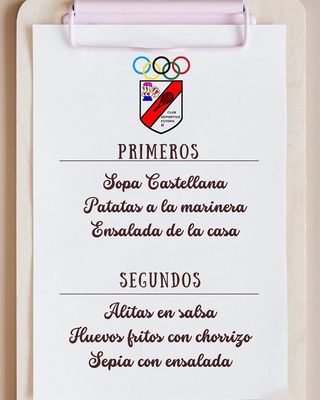 CLUB
DEPORTIVO
PRIMEROS
Sopa Castellana
Patatas a la marinera
Ensalada de la casa
SEGUNDOS
Alitas en salsa
Huevos fritos con chorrizo
Sepia con ensalada